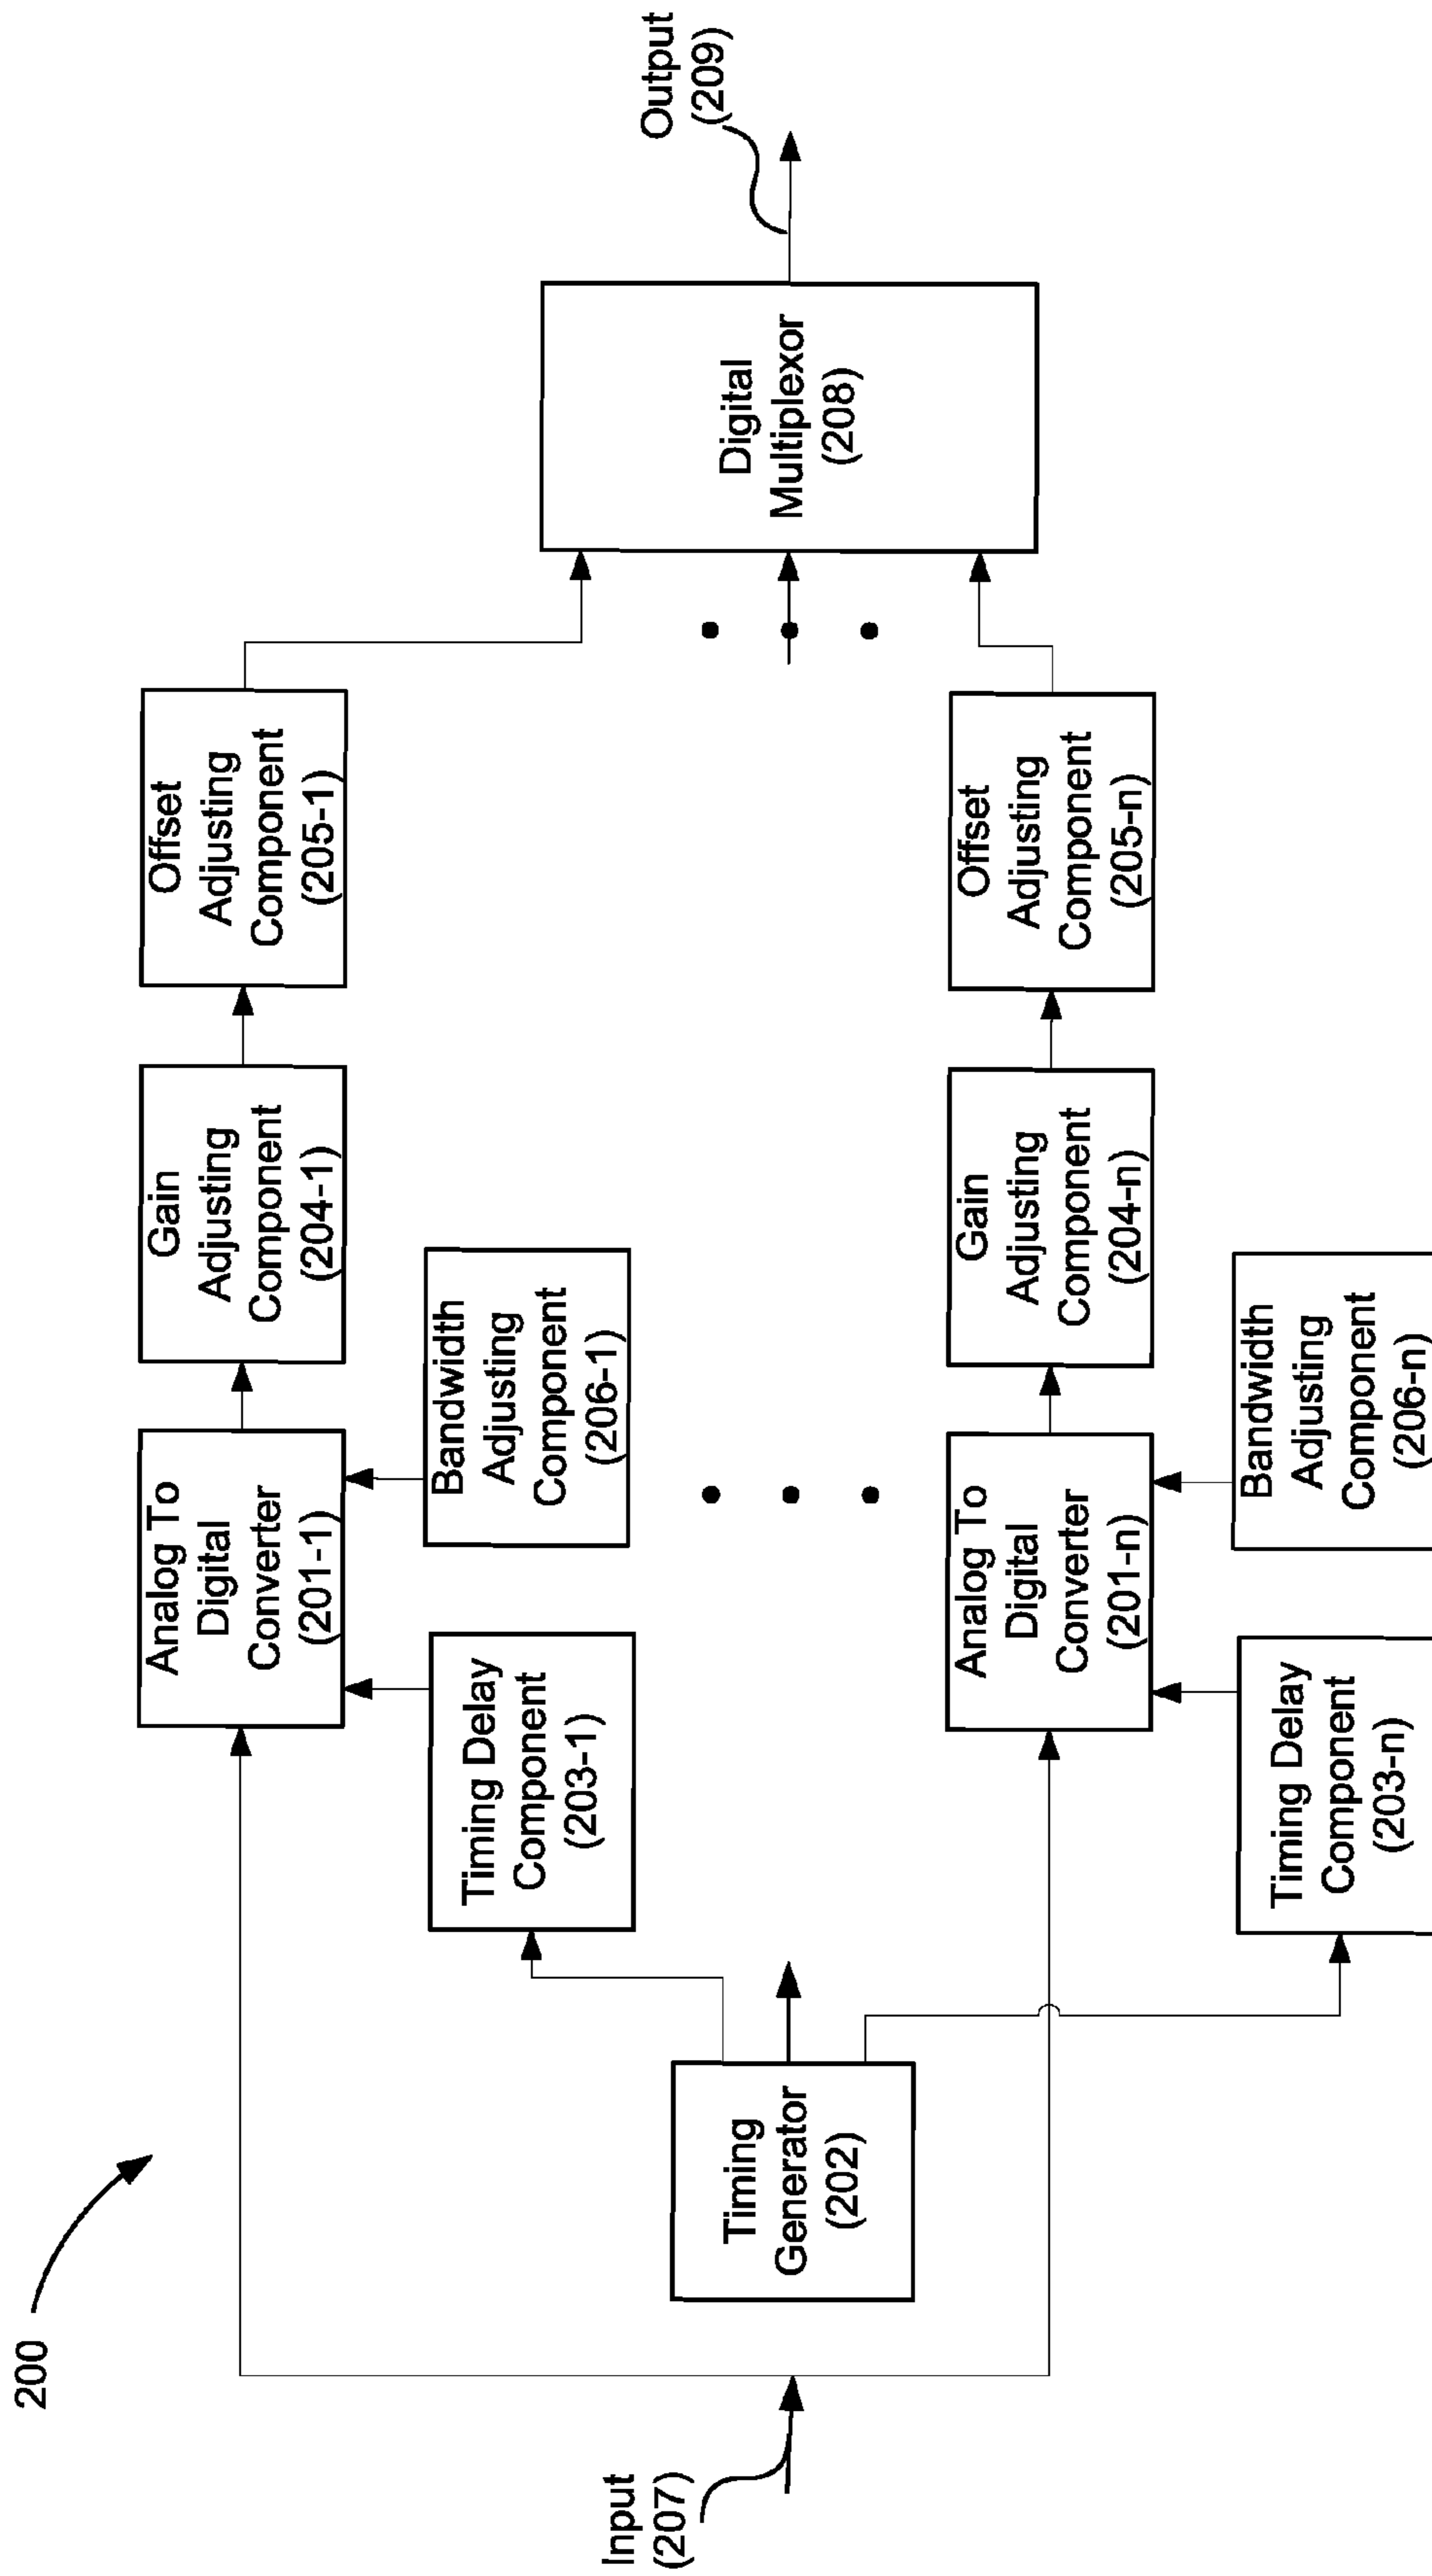 200
Input
(207)
Timing
Generator
(202)
Timing Delay
Component
(203-1)
Analog To
Digital
Converter
(201-1)
Bandwidth
Adjusting
Component
(206-1)
Gain
Adjusting
Component
(204-1)
Offset
Adjusting
Component
(205-1)
Timing Delay
Component
(203-n)
Analog To
Digital
Converter
(201-n)
Bandwidth
Adjusting
Component
(206-n)
Gain
Adjusting
Component
(204-n)
Offset
Adjusting
Component
(205-n)
Digital
Multiplexor
(208)
Output
(209)